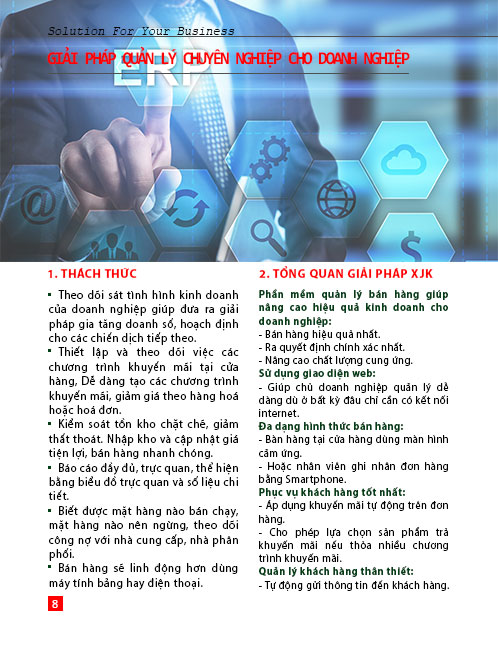 Solution For Your Business
GIẢI PHÁP QUẢN LÝ CHUYÊN NGHIỆP CHO DOANH NGHIỆP
ERP
@
$
1. THÁCH THỨC
▪ Theo dõi sát tình hình kinh doanh
của doanh nghiệp giúp đưa ra giải
pháp gia tăng doanh số, hoạch định
cho các chiến dịch tiếp theo.
▪ Thiết lập và theo dõi việc các
chương trình khuyến mãi tại cửa
hàng, Dễ dàng tạo các chương trình
khuyến mãi, giảm giá theo hàng hoá
hoặc hoá đơn.
▪ Kiểm soát tồn kho chặt chẽ, giảm
thất thoát. Nhập kho và cập nhật giá
tiện lợi, bán hàng nhanh chóng.
▪ Báo cáo đầy đủ, trực quan, thể hiện
bằng biểu đồ trực quan và số liệu chi
tiết.
▪ Biết được mặt hàng nào bán chạy,
mặt hàng nào nên ngừng, theo dõi
công nợ với nhà cung cấp, nhà phân
phối.
▪ Bán hàng sẽ linh động hơn dùng
máy tính bảng hay điện thoại.
2. TỔNG QUAN GIẢI PHÁP XJK
Phần mềm quản lý bán hàng giúp
nâng cao hiệu quả kinh doanh cho
doanh nghiệp:
- Bán hàng hiệu quả nhất.
- Ra quyết định chính xác nhất.
- Nâng cao chất lượng cung ứng.
Sử dụng giao diện web:
- Giúp chủ doanh nghiệp quản lý dễ
dàng dù ở bất kỳ đâu chỉ cần có kết nối
internet.
Đa dạng hình thức bán hàng:
- Bàn hàng tại cửa hàng dùng màn hình
cảm ứng.
- Hoặc nhân viên ghi nhân đơn hàng
bằng Smartphone.
Phục vụ khách hàng tốt nhất:
- Áp dụng khuyến mãi tự động trên đơn
hàng.
- Cho phép lựa chọn sản phẩm trả
khuyến mãi nếu thỏa nhiều chương
trình khuyến mãi.
Quản lý khách hàng thân thiết:
- Tự động gửi thông tin đến khách hàng.
8